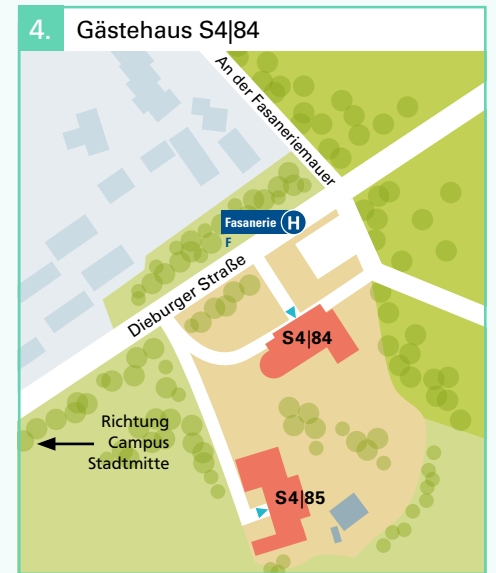 4. Gästehaus S4|84
An der Fasaneriemauer
Fasanerie H
F
Dieburger Straße
S4|84
Richtung
Campus
Stadtmitte
S4|85